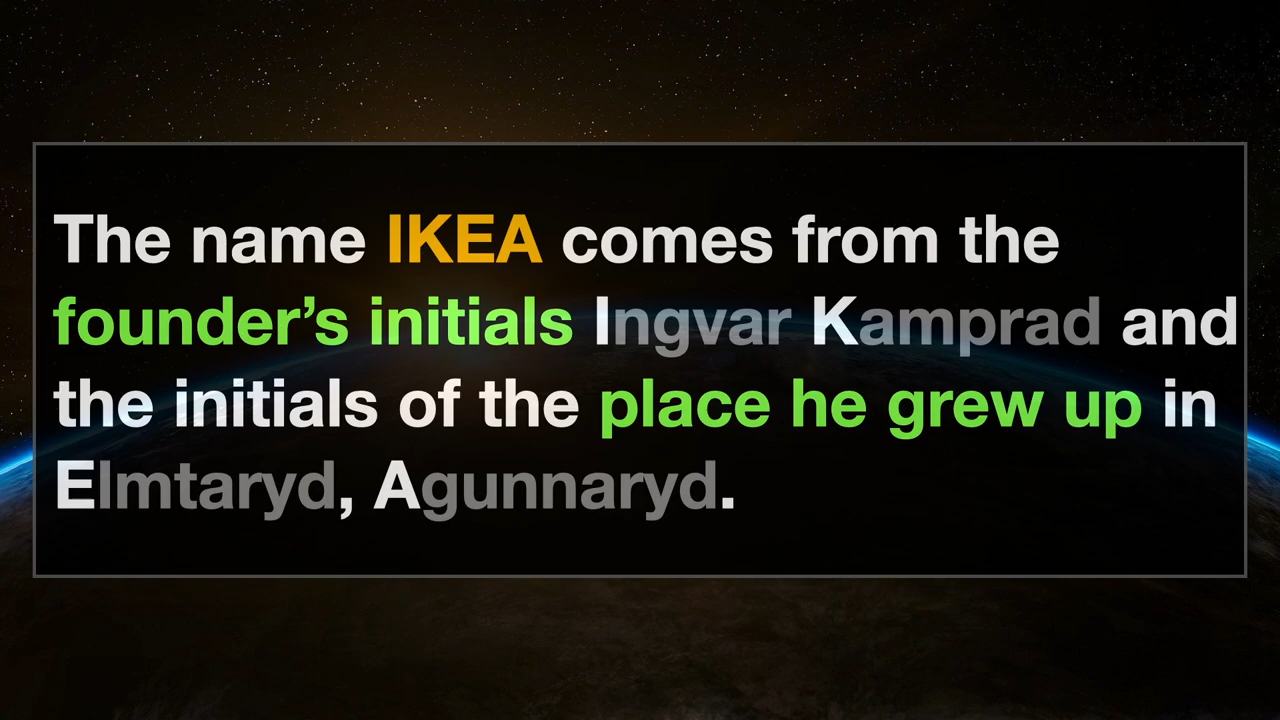 The name IKEA comes from the
founder’s initials Ingvar Kamprad and
the initials of the place he grew up in
Elmtaryd, Agunnaryd.